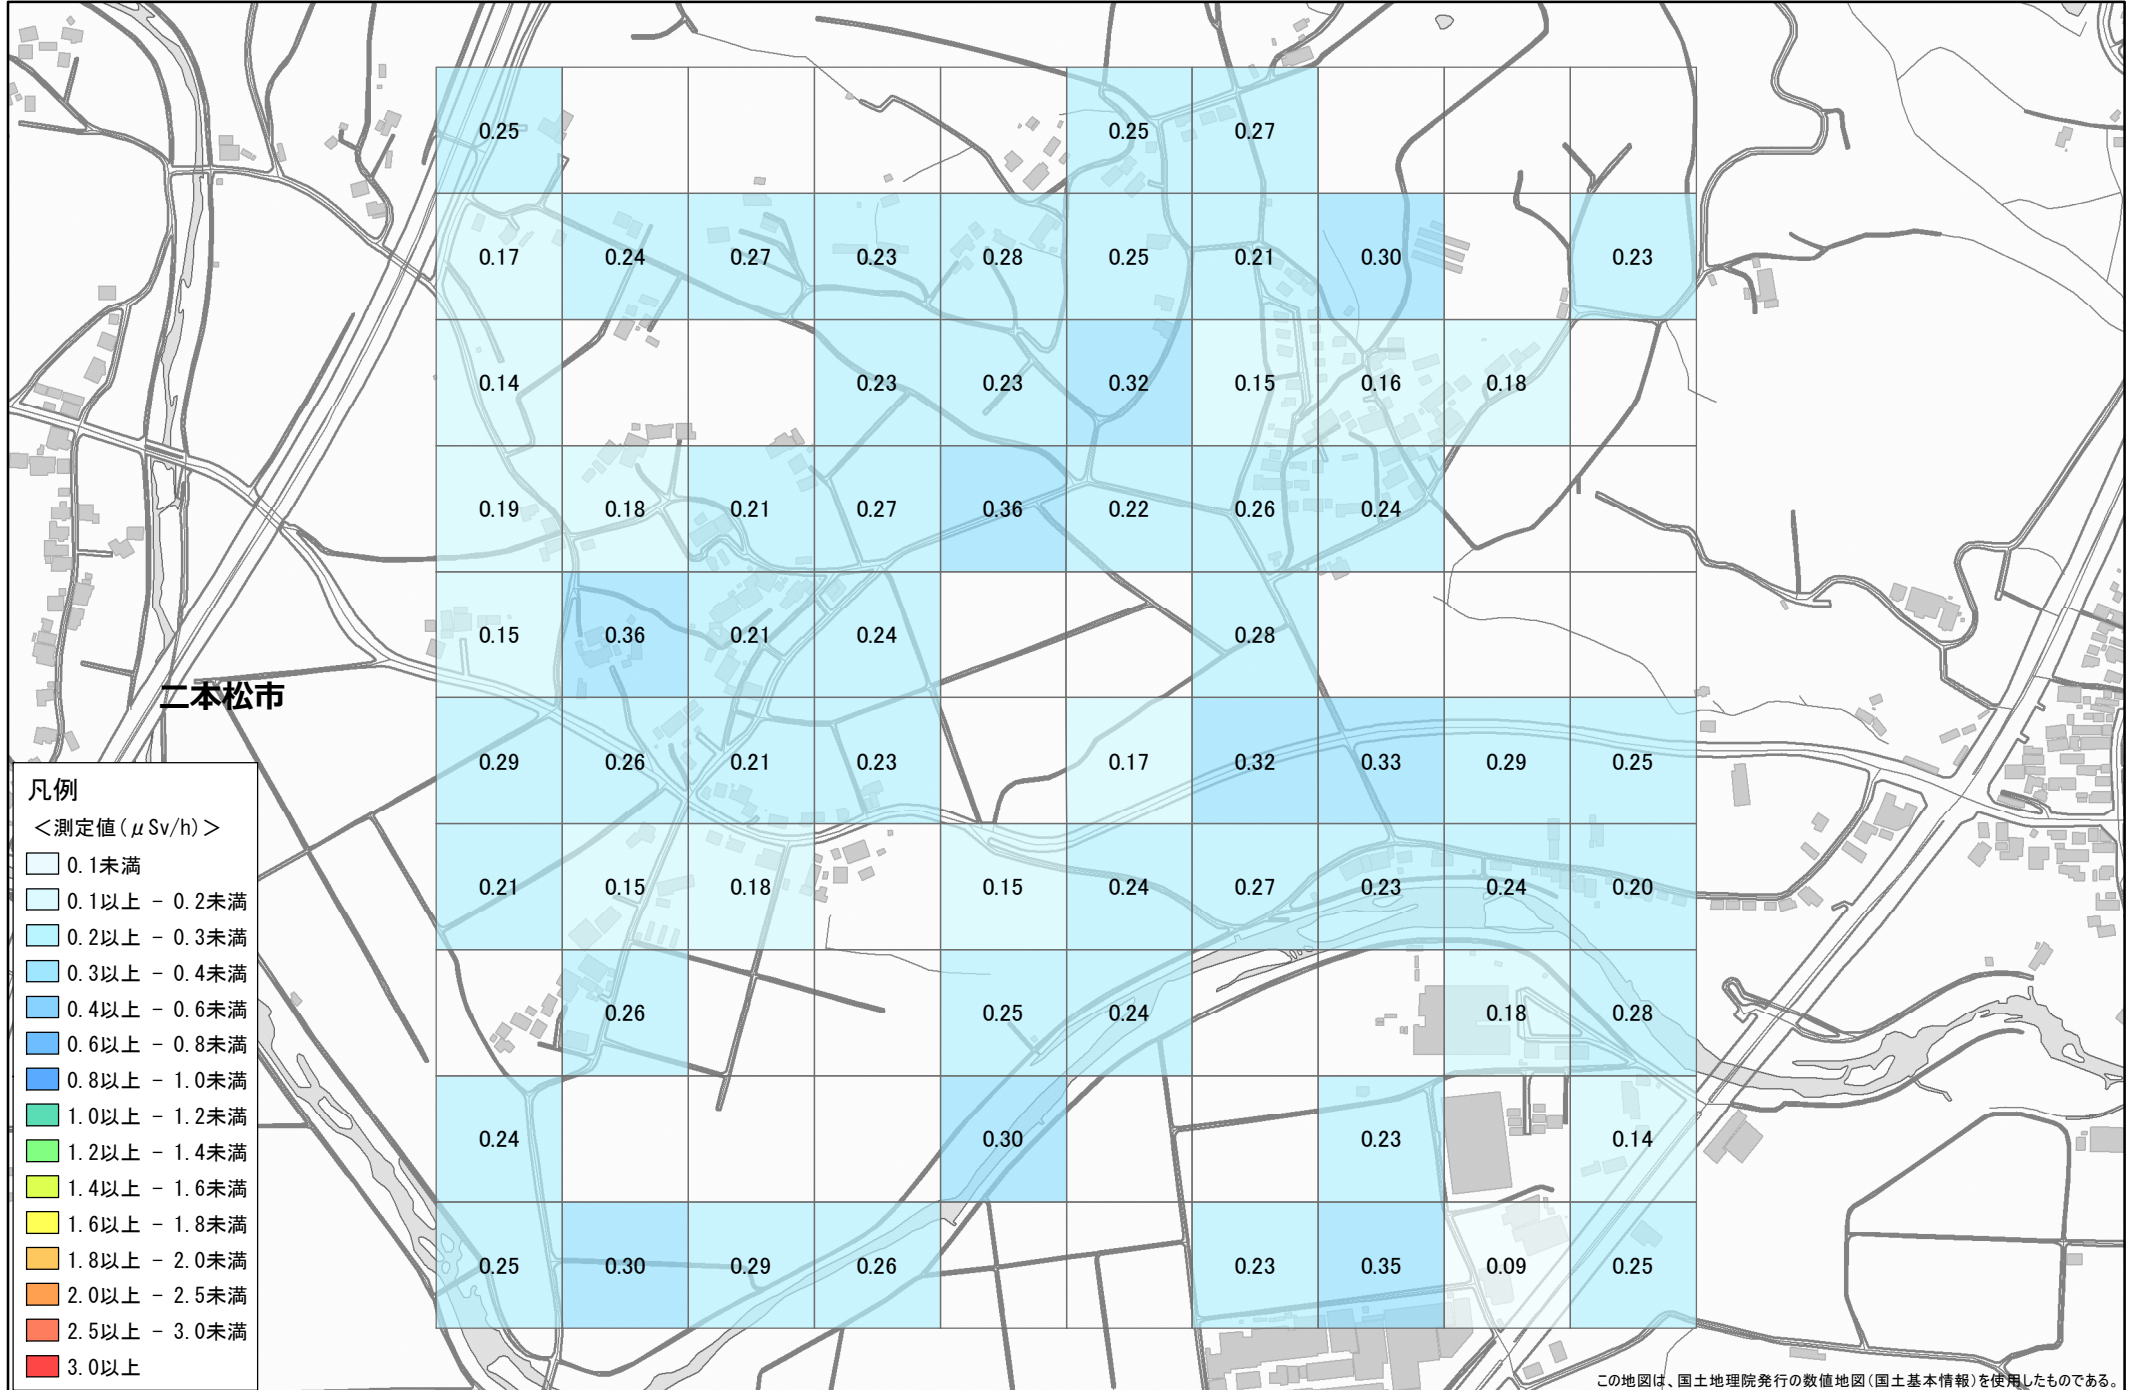 0.25 0.25 0.27
0.17 0.24 0.27 0.23 0.28 0.25 0.21 0.30 0.23
0.14 0.23 0.23 0.32 0.15 0.16 0.18
0.19 0.18 0.21 0.27 0.36 0.22 0.26 0.24
0.15 0.36 0.21 0.24 0.28
二本松市
0.29 0.26 0.21 0.23 0.17 0.32 0.33 0.29 0.25
0.21 0.15 0.18 0.15 0.24 0.27 0.23 0.24 0.20
0.26 0.25 0.24 0.18 0.28
0.24 0.30 0.23 0.14
0.25 0.30 0.29 0.26 0.23 0.35 0.09 0.25
凡例
＜測定値(μSv/h)＞
0.1未満
0.1以上 - 0.2未満
0.2以上 - 0.3未満
0.3以上 - 0.4未満
0.4以上 - 0.6未満
0.6以上 - 0.8未満
0.8以上 - 1.0未満
1.0以上 - 1.2未満
1.2以上 - 1.4未満
1.4以上 - 1.6未満
1.6以上 - 1.8未満
1.8以上 - 2.0未満
2.0以上 - 2.5未満
2.5以上 - 3.0未満
3.0以上
この地図は、国土地理院発行の数値地図(国土基本情報)を使用したものである。